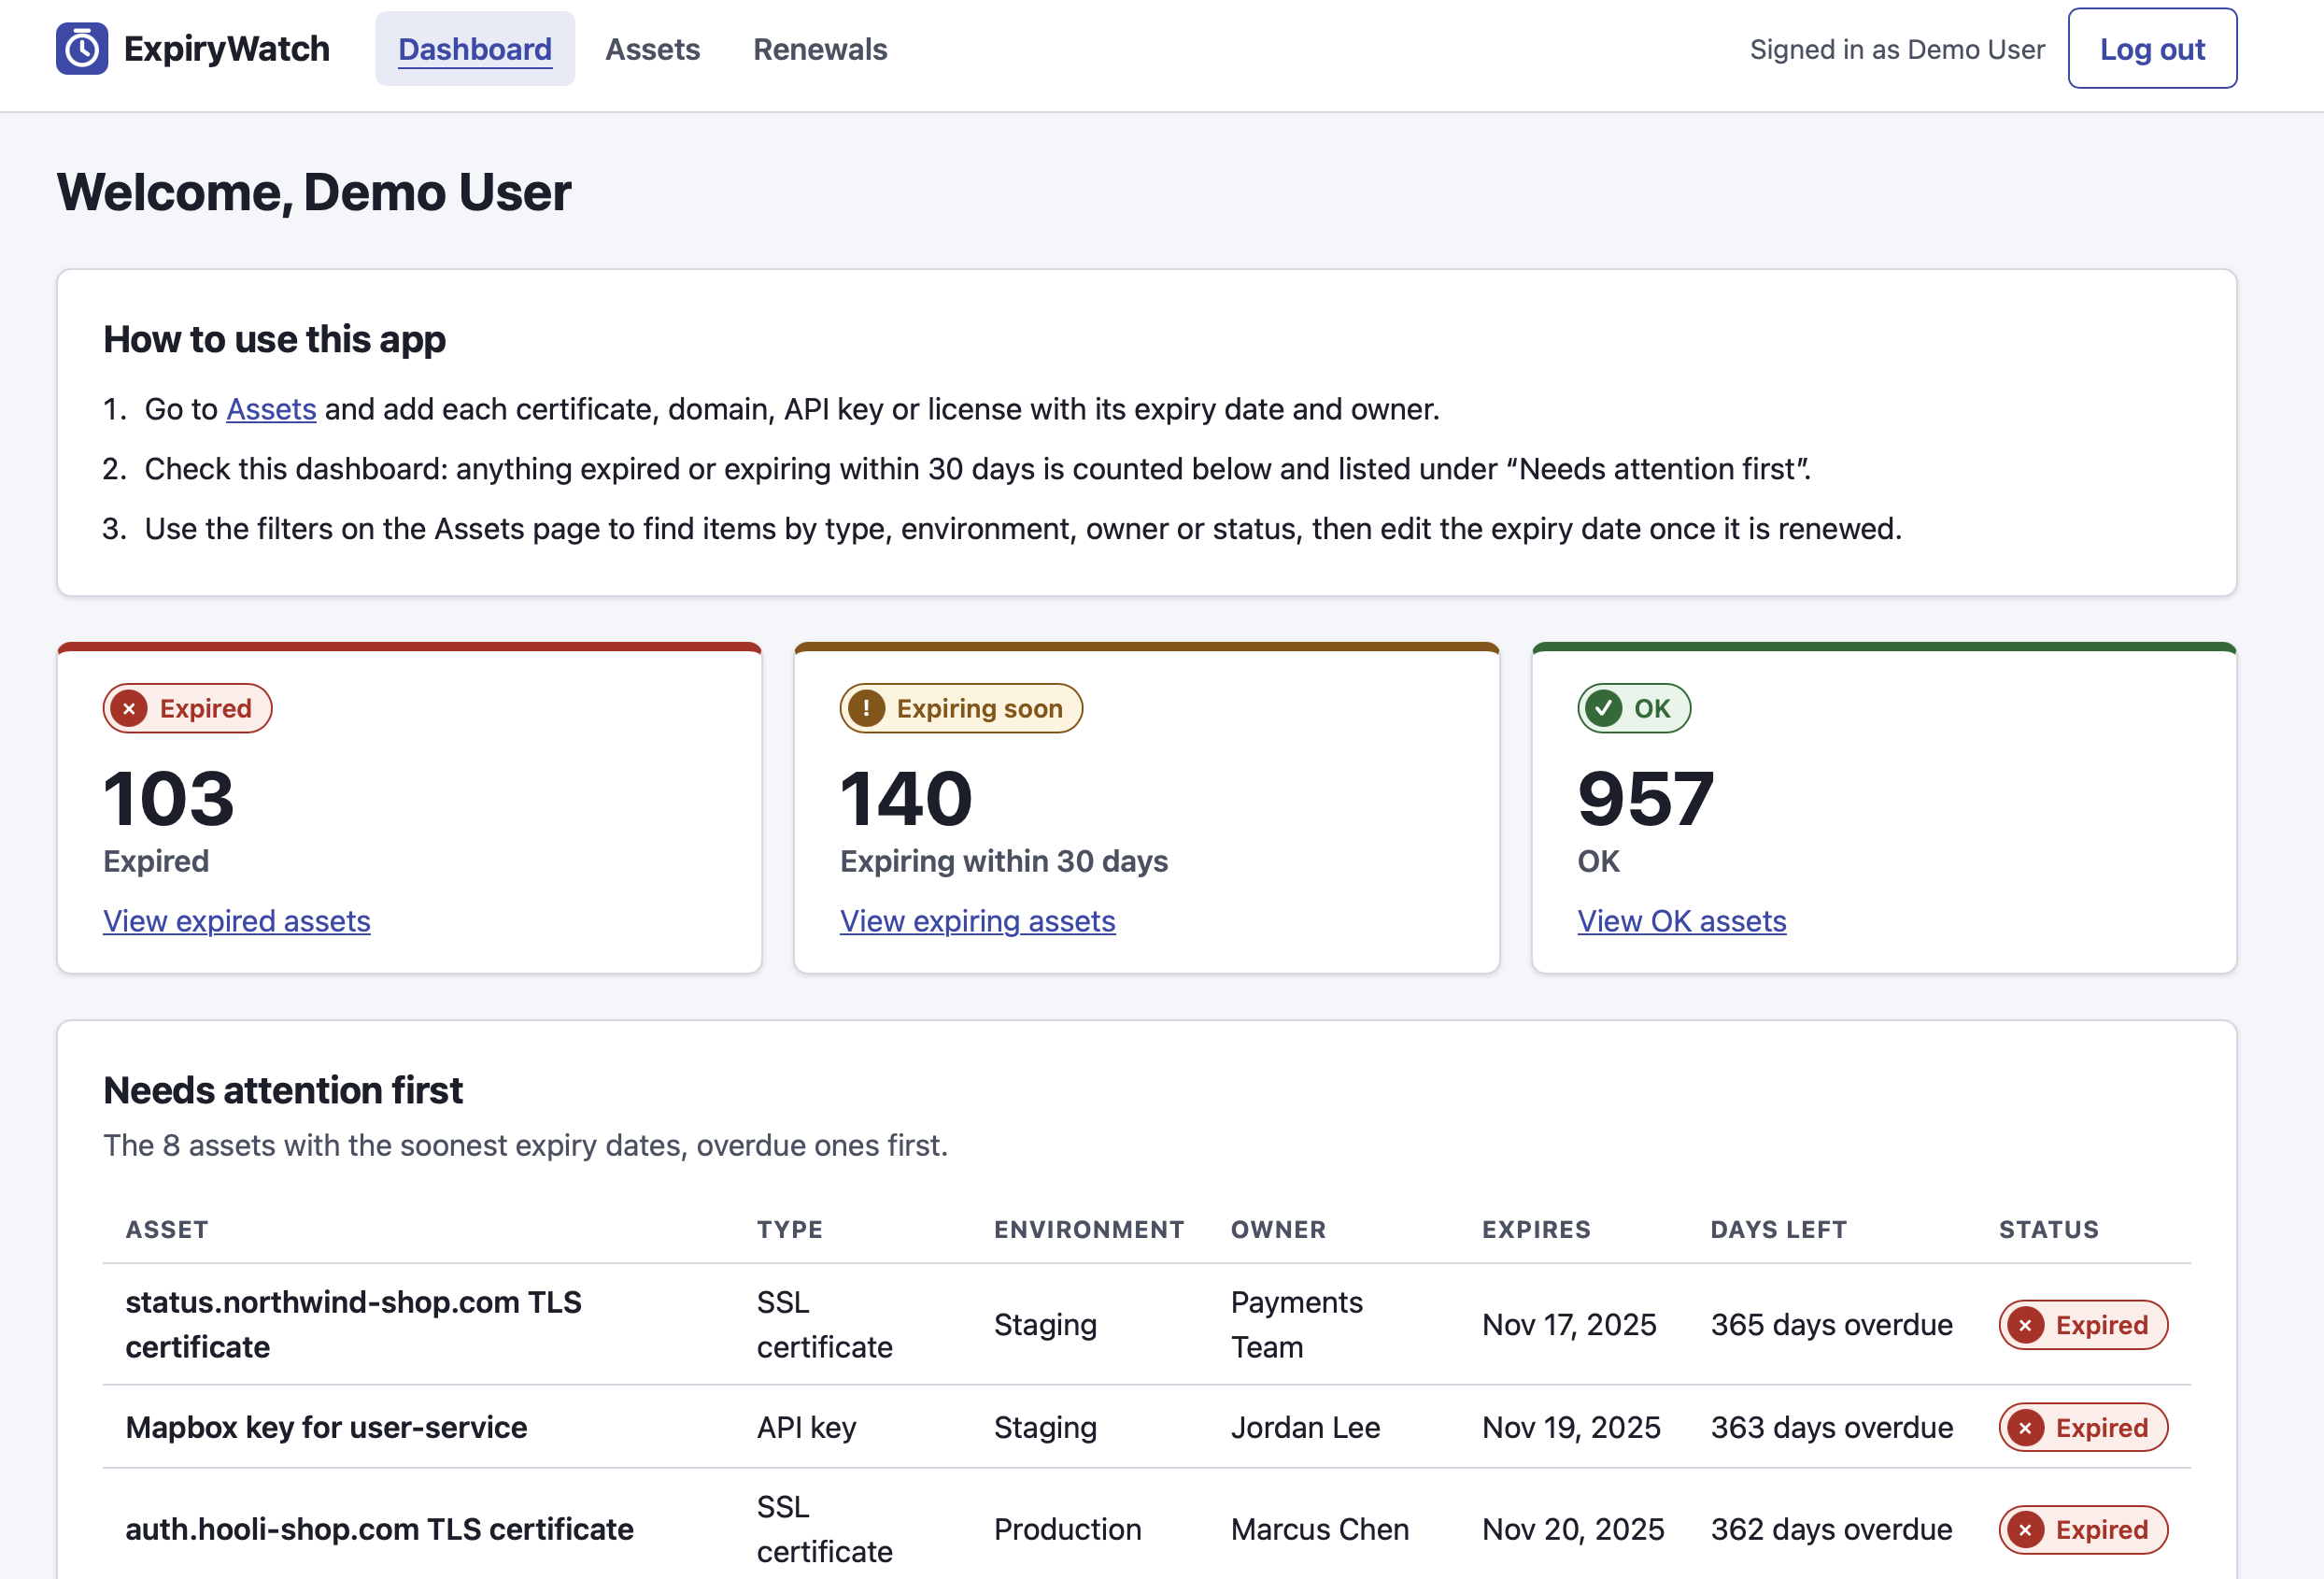 ExpiryWatch Dashboard Assets Renewals Signed in as Demo User Log out
Welcome, Demo User
How to use this app
1. Go to Assets and add each certificate, domain, API key or license with its expiry date and owner.
2. Check this dashboard: anything expired or expiring within 30 days is counted below and listed under “Needs attention first”.
3. Use the filters on the Assets page to find items by type, environment, owner or status, then edit the expiry date once it is renewed.
Expired
103
Expired
View expired assets
Expiring soon
140
Expiring within 30 days
View expiring assets
OK
957
OK
View OK assets
Needs attention first
The 8 assets with the soonest expiry dates, overdue ones first.
ASSET TYPE ENVIRONMENT OWNER EXPIRES DAYS LEFT STATUS
status.northwind-shop.com TLS certificate SSL certificate Staging Payments Team Nov 17, 2025 365 days overdue Expired
Mapbox key for user-service API key Staging Jordan Lee Nov 19, 2025 363 days overdue Expired
auth.hooli-shop.com TLS certificate SSL certificate Production Marcus Chen Nov 20, 2025 362 days overdue Expired